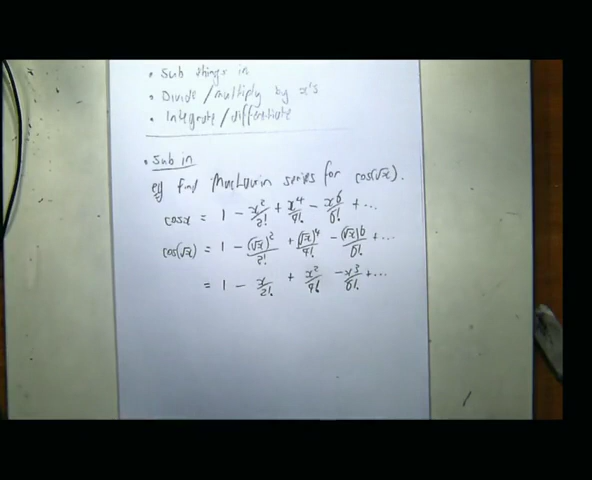 • Sub things in
• Divide/multiply by x's
• Integrate/differentiate
• Sub in
eg find Maclaurin series for cos(√x).
cosx = 1 - x²/2! + x⁴/4! - x⁶/6! + ...
cos(√x) = 1 - (√x)²/2! + (√x)⁴/4! - (√x)⁶/6! + ...
= 1 - x/2! + x²/4! - x³/6! + ...